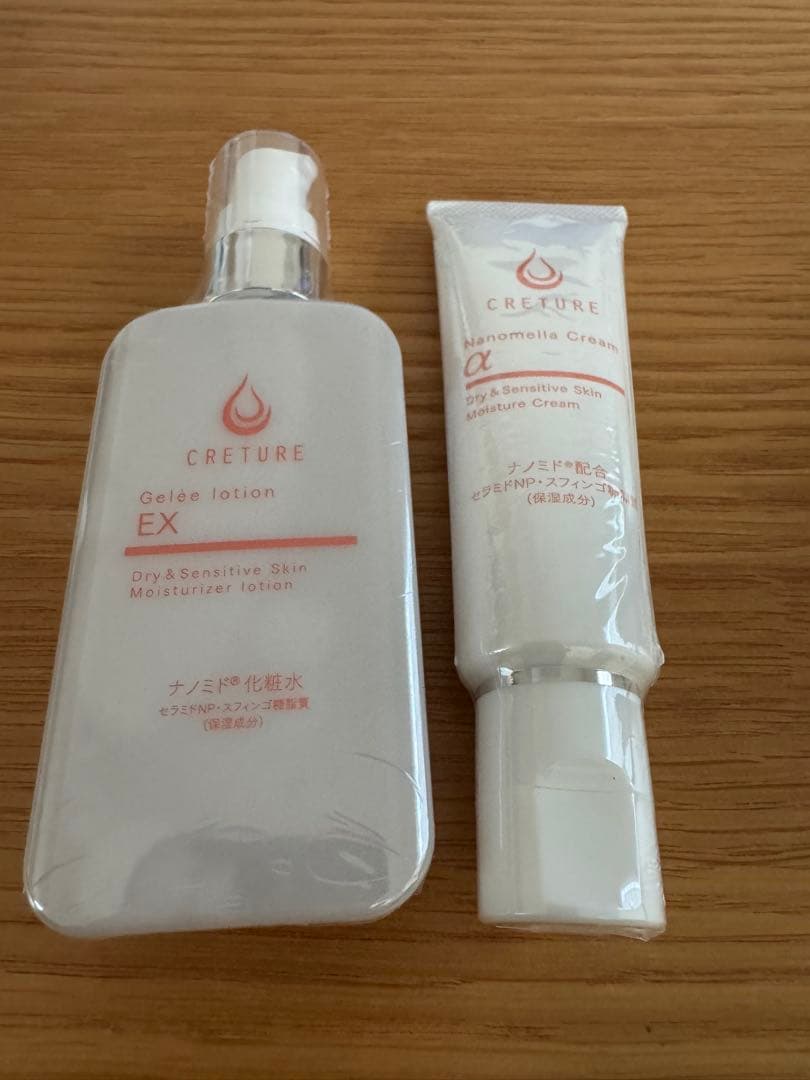 CRETURE
Gelée lotion
EX
Dry & Sensitive Skin
Moisturizer lotion
ナノミド®化粧水
セラミドNP・スフィンゴ糖脂質
(保湿成分)
CRETURE
Nanomella Cream
α
Dry & Sensitive Skin
Moisture Cream
ナノミド®配合
セラミドNP・スフィンゴ糖脂質
(保湿成分)